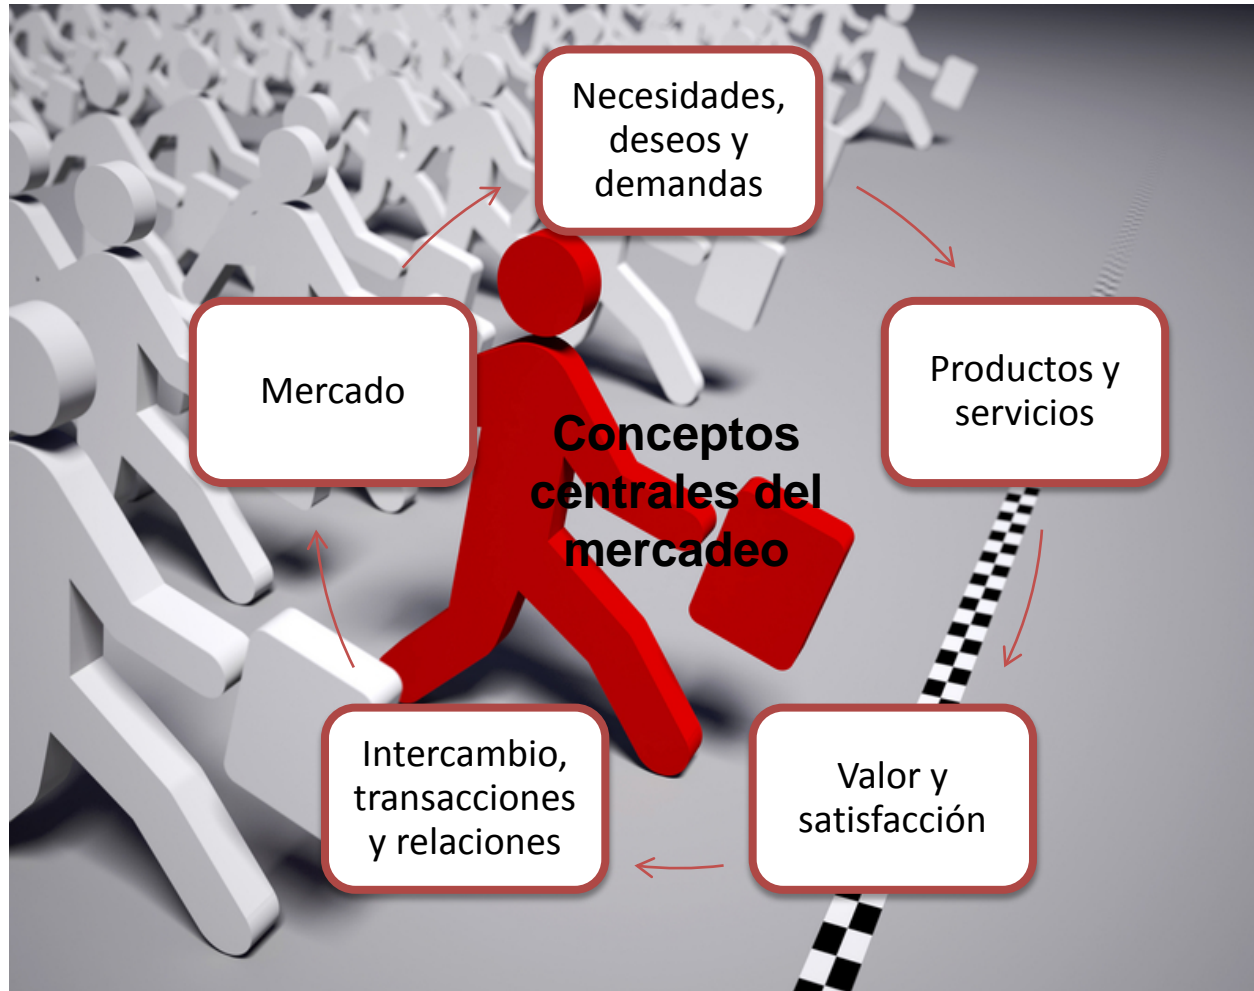 Necesidades,
deseos y
demandas
Productos y
servicios
Valor y
satisfacción
Intercambio,
transacciones
y relaciones
Mercado
Conceptos
centrales del
mercadeo